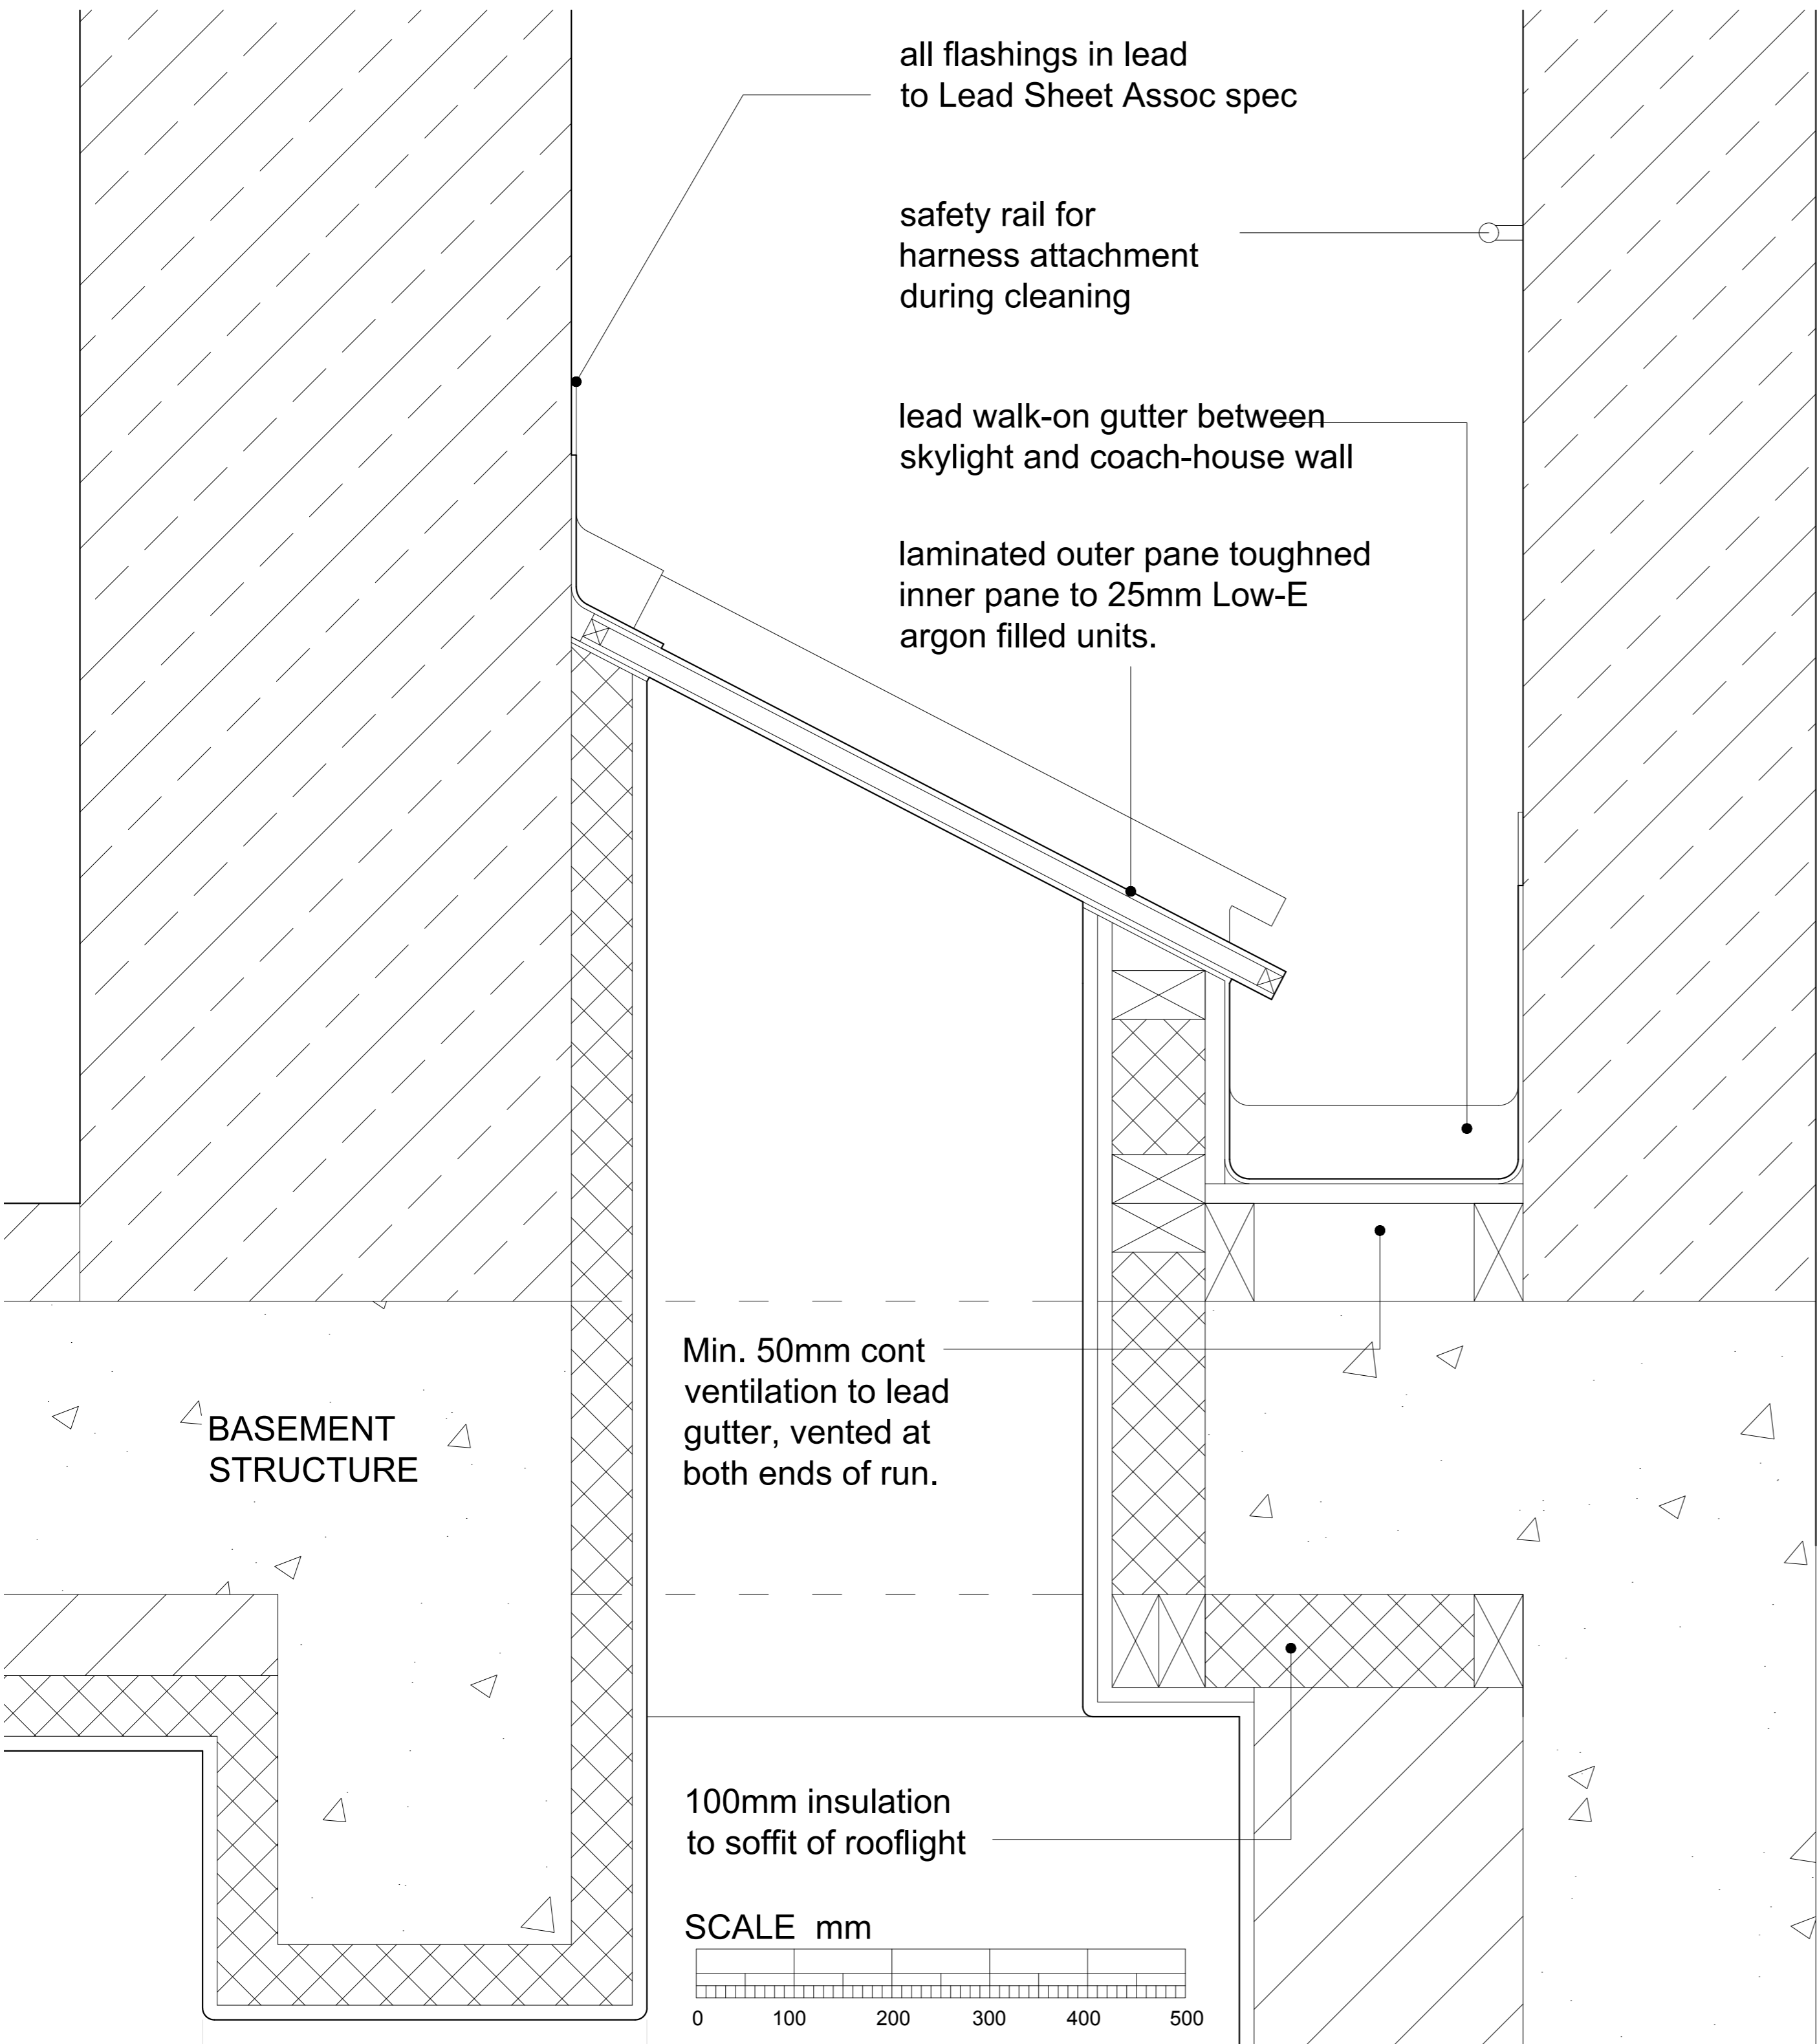 all flashings in lead
to Lead Sheet Assoc spec
safety rail for
harness attachment
during cleaning
lead walk-on gutter between
skylight and coach-house wall
laminated outer pane toughned
inner pane to 25mm Low-E
argon filled units.
Min. 50mm cont
ventilation to lead
gutter, vented at
both ends of run.
BASEMENT
STRUCTURE
100mm insulation
to soffit of rooflight
SCALE mm
0 100 200 300 400 500